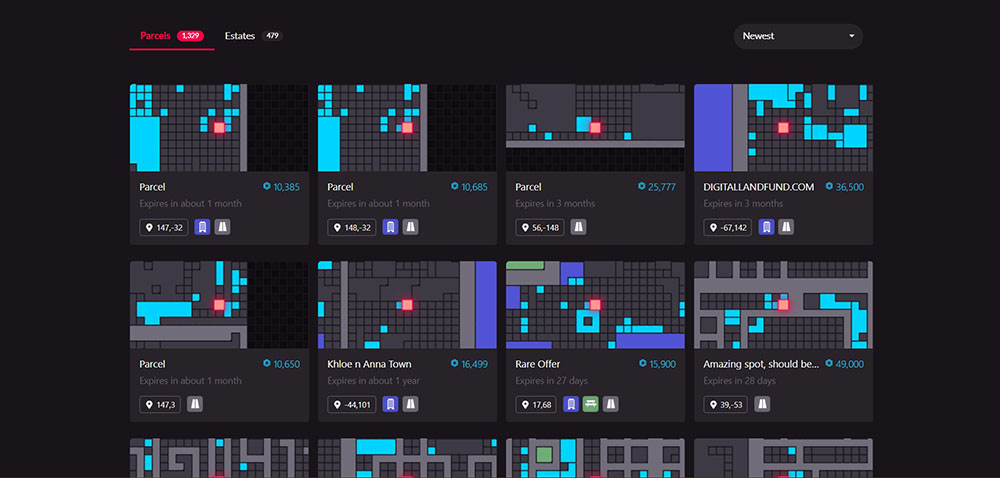 Parcels 1,329 Estates 479 Newest
Parcel 10,385
Expires in about 1 month
147,-32
Parcel 10,685
Expires in about 1 month
148,-32
Parcel 25,777
Expires in 3 months
56,-148
DIGITALLANDFUND.COM 36,500
Expires in 3 months
-67,142
Parcel 10,650
Expires in about 1 month
147,3
Khloe n Anna Town 16,499
Expires in about 1 year
-44,101
Rare Offer 15,900
Expires in 27 days
17,68
Amazing spot, should be... 49,000
Expires in 28 days
39,-53